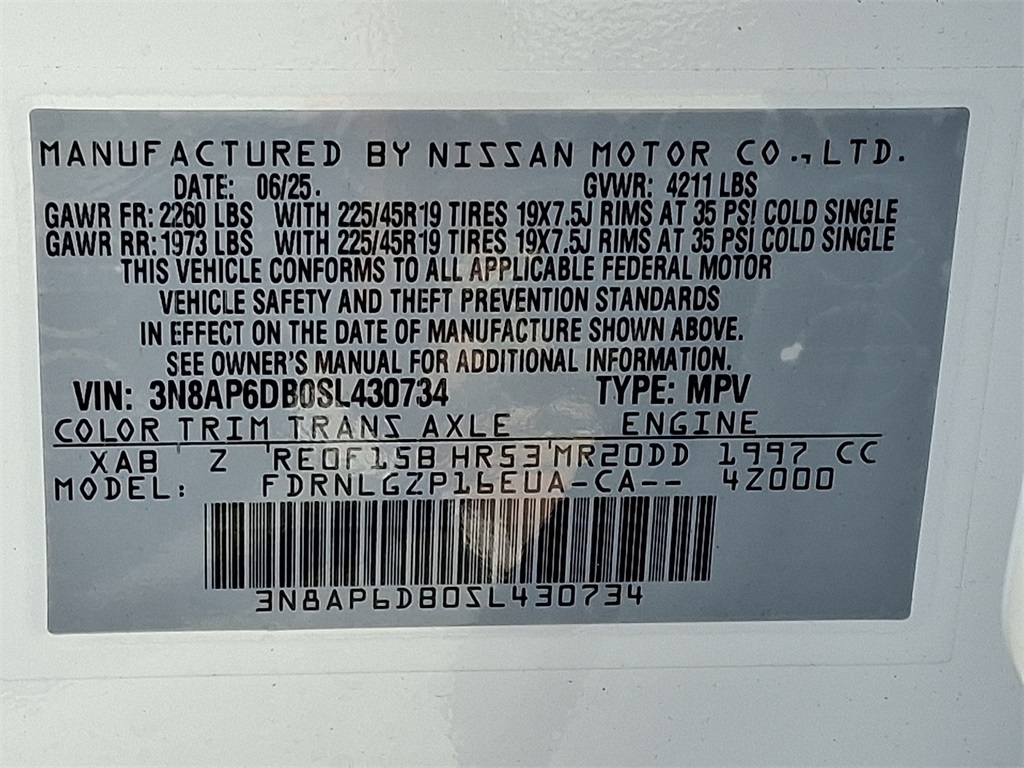 MANUFACTURED BY NISSAN MOTOR CO.,LTD.
DATE: 06/25. GVWR: 4211 LBS
GAWR FR: 2260 LBS WITH 225/45R19 TIRES 19X7.5J RIMS AT 35 PSI COLD SINGLE
GAWR RR: 1973 LBS WITH 225/45R19 TIRES 19X7.5J RIMS AT 35 PSI COLD SINGLE
THIS VEHICLE CONFORMS TO ALL APPLICABLE FEDERAL MOTOR
VEHICLE SAFETY AND THEFT PREVENTION STANDARDS
IN EFFECT ON THE DATE OF MANUFACTURE SHOWN ABOVE.
SEE OWNER'S MANUAL FOR ADDITIONAL INFORMATION.
VIN: 3N8AP6DB0SL430734 TYPE: MPV
COLOR TRIM TRANS AXLE ENGINE
XAB Z RE0F15B HR53 MR20DD 1997 CC
MODEL: FDRNLGZP16EUA-CA-- 4Z000
3N8AP6DB0SL430734